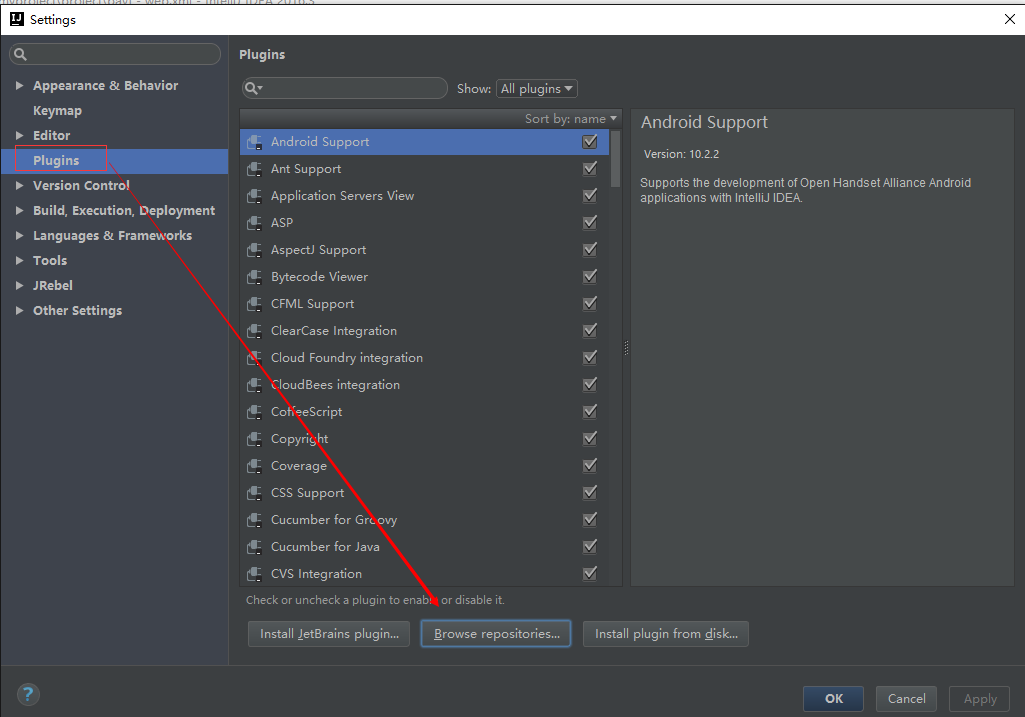 Settings
Plugins
Appearance & Behavior
Keymap
Editor
Plugins
Version Control
Build, Execution, Deployment
Languages & Frameworks
Tools
JRebel
Other Settings
Show: All plugins
Sort by: name
Android Support
Ant Support
Application Servers View
ASP
AspectJ Support
Bytecode Viewer
CFML Support
ClearCase Integration
Cloud Foundry integration
CloudBees integration
CoffeeScript
Copyright
Coverage
CSS Support
Cucumber for Groovy
Cucumber for Java
CVS Integration
Android Support
Version: 10.2.2
Supports the development of Open Handset Alliance Android
applications with IntelliJ IDEA.
Check or uncheck a plugin to enable or disable it.
Install JetBrains plugin...
Browse repositories...
Install plugin from disk...
?
OK
Cancel
Apply